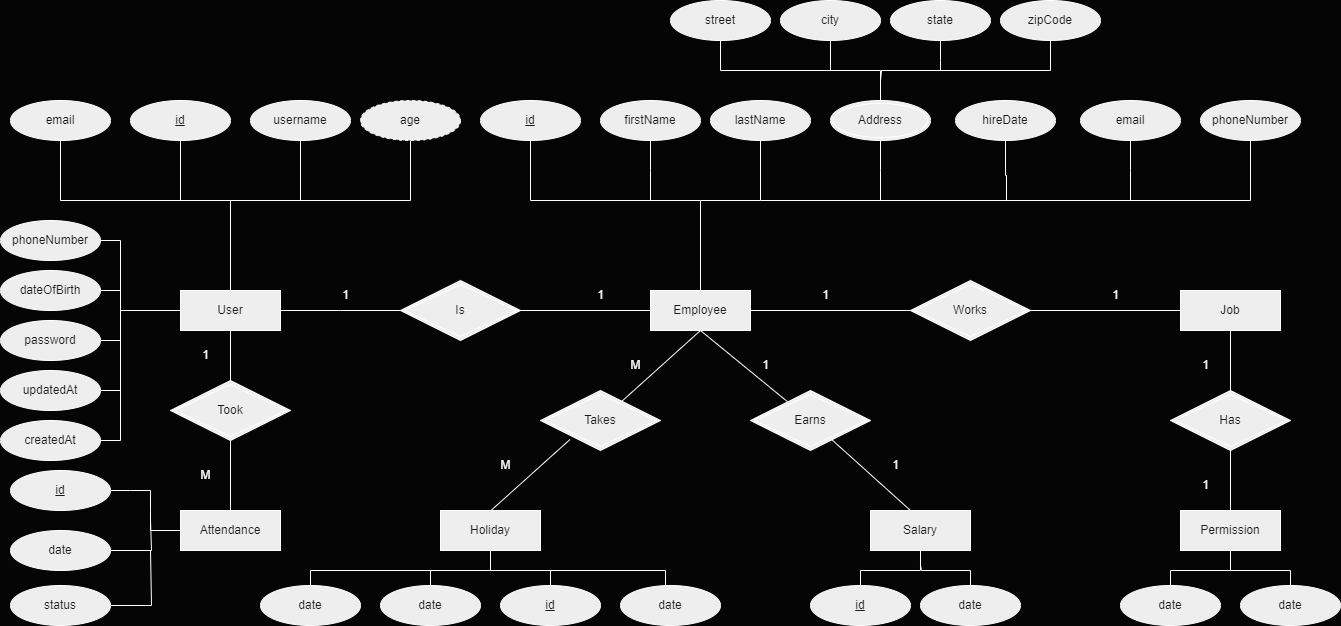 street
city
state
zipCode
email
id
username
age
id
firstName
lastName
Address
hireDate
email
phoneNumber
phoneNumber
dateOfBirth
password
updatedAt
createdAt
User
1
Is
1
Employee
1
Works
1
Job
1
M
1
1
Took
Takes
Earns
Has
M
M
1
1
id
date
status
Attendance
Holiday
Salary
Permission
date
date
id
date
id
date
date
date